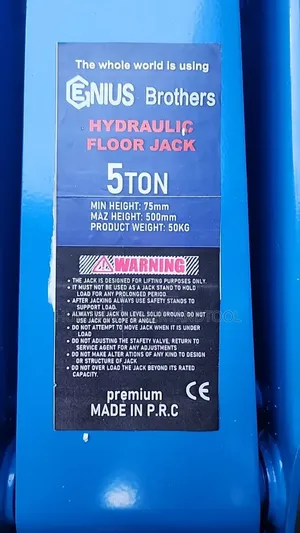 The whole world is using
GENIUS Brothers
HYDRAULIC
FLOOR JACK
5TON
MIN HEIGHT: 75mm
MAZ HEIGHT: 500mm
PRODUCT WEIGHT: 50KG
WARNING
• THE JACK IS DESIGNED FOR LIFTING PURPOSES ONLY.
• IT MUST NOT BE USED AS A JACK STAND TO HOLD
LOAD FOR ANY PROLONGED PERIOD.
• AFTER JACKING ALWAYS USE SAFETY STANDS TO
SUPPORT LOAD.
• ALWAYS USE JACK ON LEVEL SOLID GROUND. DO NOT
USE JACK ON SLOPE OR ANGLE.
• DO NOT ATTEMPT TO MOVE JACK WHEN IT IS UNDER
LOAD
• DO NOT ADJUSTING THE STAFETY VALVE, RETURN TO
SERVICE AGENT FOR ANY ADJUSTMENTS
• DO NOT MAKE ALTER ATIONS OF ANY KIND TO DESIGN
OR STRUCTURE OF JACK
• DO NOT OVER LOAD THE JACK BEYOND ITS RATED
CAPACITY.
premium CE
MADE IN P.R.C